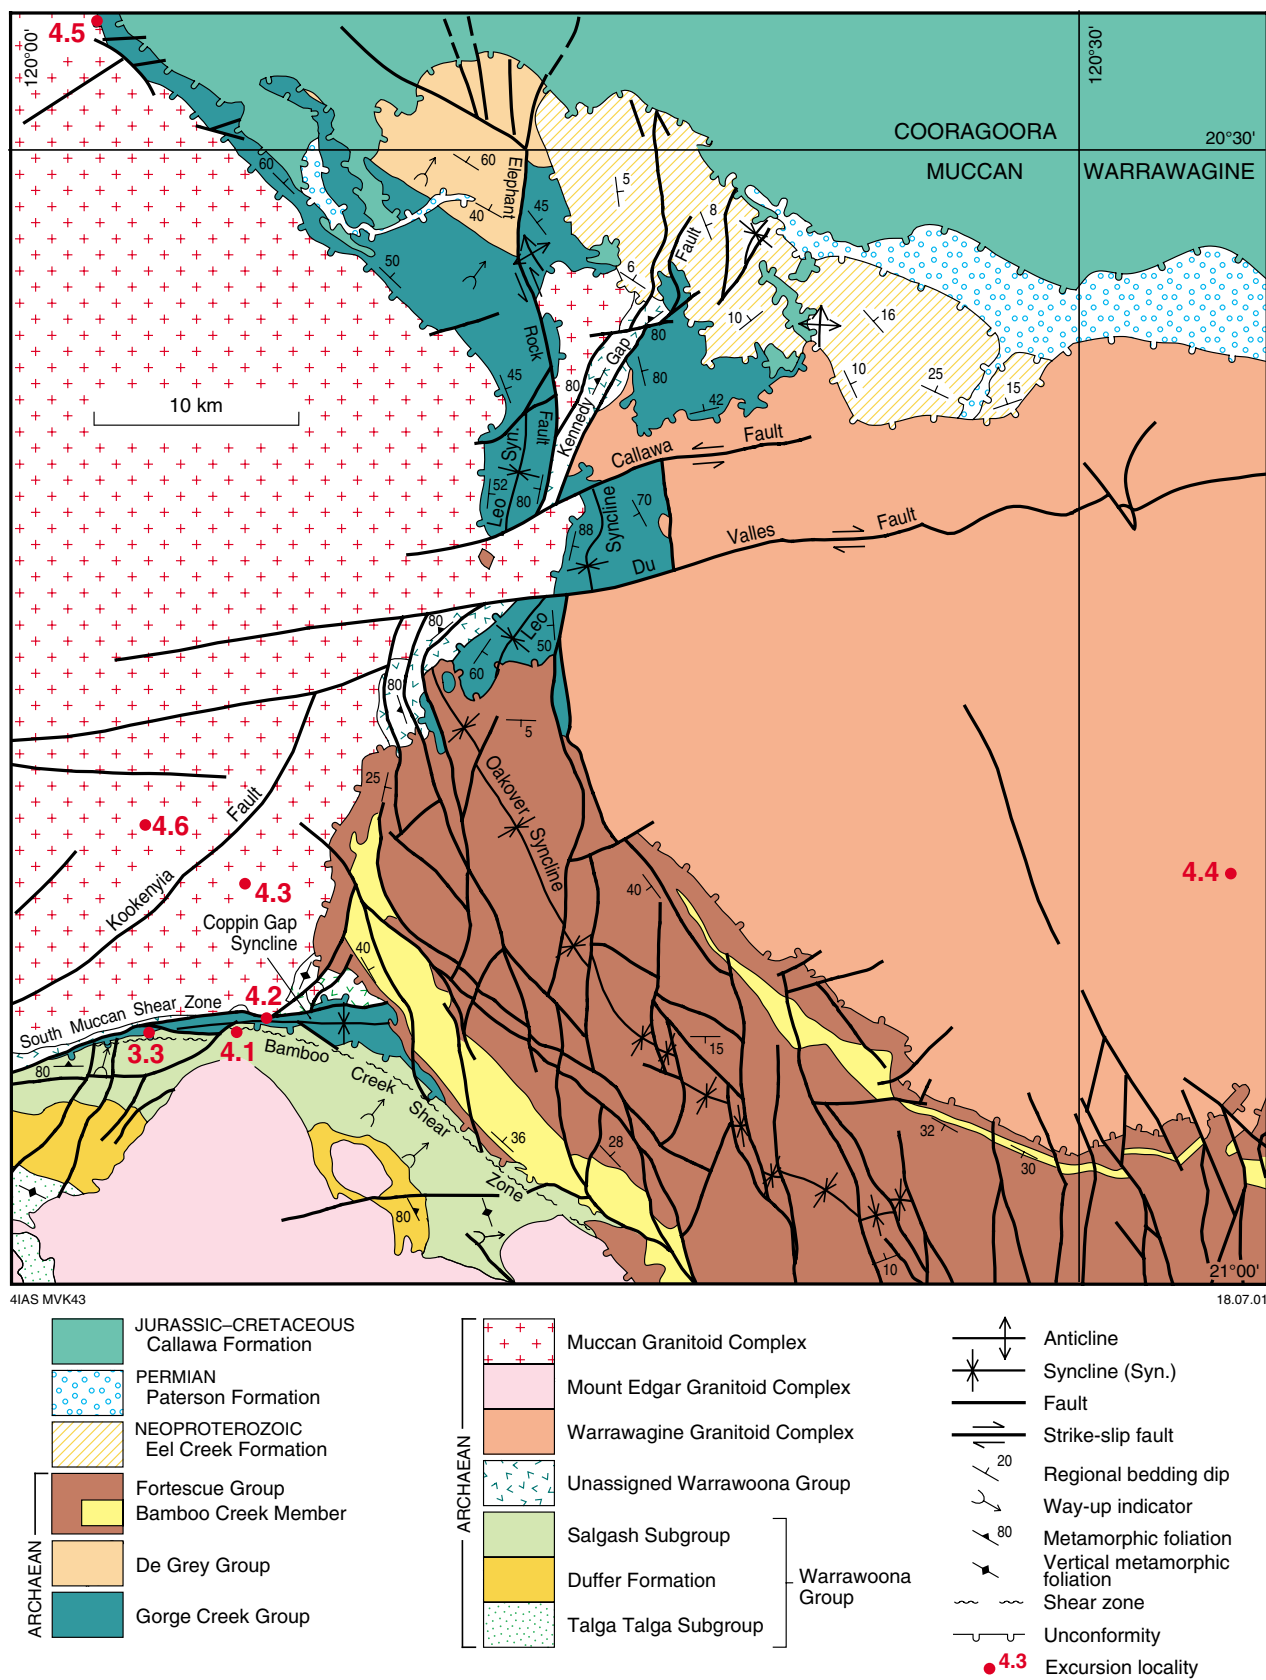 4.5
120°00'
120°30'
COORAGOORA
20°30'
MUCCAN
WARRAWAGINE
60
60
Elephant
5
8
40
45
Fault
50
6
10
16
Rock
80
Gap
45
80
80
10
25
15
10 km
42
Kennedy
Fault
Syn.
Callawa
Fault
52
80
Leo
70
Syncline
88
Valles
Fault
Du
80
Leo
50
60
80
5
25
Oakover
Syncline
Fault
4.6
4.3
40
4.4
Kookenyia
Coppin Gap
Syncline
40
4.2
South Muccan Shear Zone
3.3
4.1
Bamboo
15
80
Creek
Shear
36
28
32
30
Zone
80
10
21°00'
4IAS MVK43
18.07.01
JURASSIC–CRETACEOUS
Callawa Formation
PERMIAN
Paterson Formation
NEOPROTEROZOIC
Eel Creek Formation
ARCHAEAN
Fortescue Group
Bamboo Creek Member
De Grey Group
Gorge Creek Group
ARCHAEAN
Muccan Granitoid Complex
Mount Edgar Granitoid Complex
Warrawagine Granitoid Complex
Unassigned Warrawoona Group
Salgash Subgroup
Duffer Formation
Talga Talga Subgroup
Warrawoona
Group
Anticline
Syncline (Syn.)
Fault
Strike-slip fault
20
Regional bedding dip
Way-up indicator
80
Metamorphic foliation
Vertical metamorphic
foliation
Shear zone
Unconformity
4.3
Excursion locality